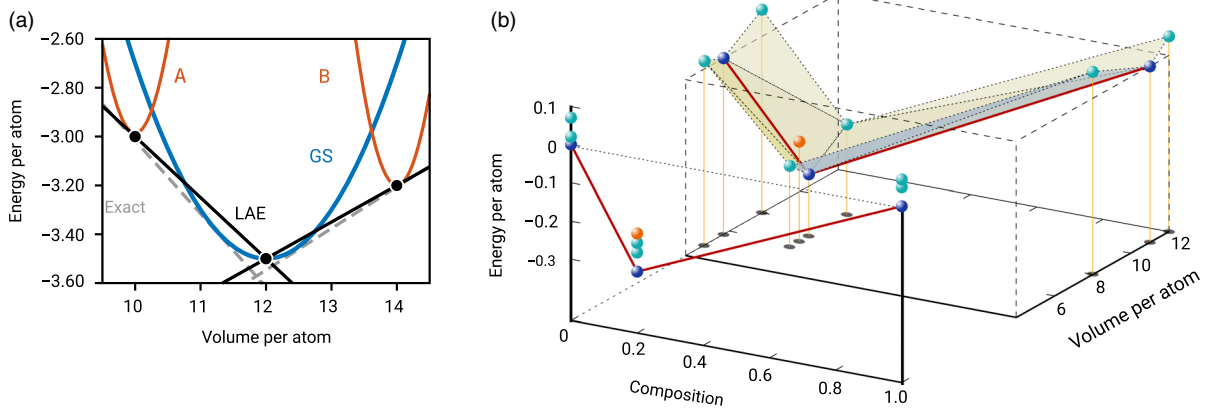 (a)
−2.60
−2.80
−3.00
−3.20
−3.40
−3.60
Energy per atom
A
B
GS
LAE
Exact
10
11
12
13
14
Volume per atom
(b)
0.1
0
−0.1
−0.2
−0.3
Energy per atom
0
0.2
0.4
0.6
0.8
1.0
Composition
6
8
10
12
Volume per atom